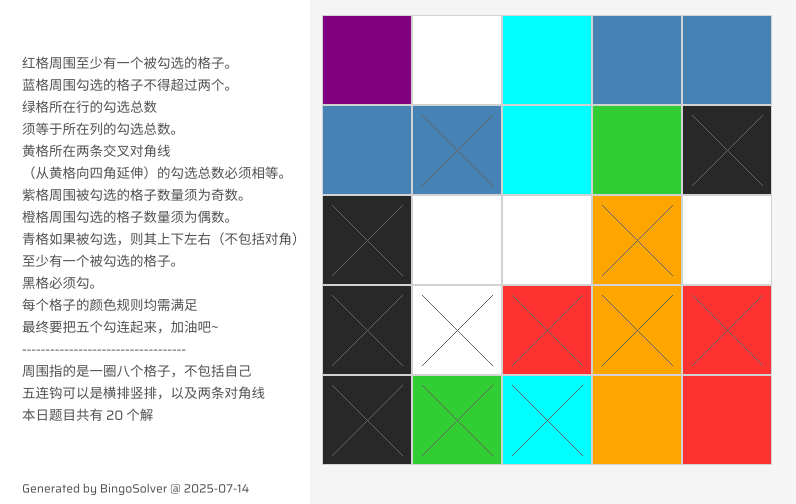 红格周围至少有一个被勾选的格子。
蓝格周围勾选的格子不得超过两个。
绿格所在行的勾选总数
须等于所在列的勾选总数。
黄格所在两条交叉对角线
（从黄格向四角延伸）的勾选总数必须相等。
紫格周围被勾选的格子数量须为奇数。
橙格周围勾选的格子数量须为偶数。
青格如果被勾选，则其上下左右（不包括对角）
至少有一个被勾选的格子。
黑格必须勾。
每个格子的颜色规则均需满足
最终要把五个勾连起来，加油吧~
----------------------------------
周围指的是一圈八个格子，不包括自己
五连钩可以是横排竖排，以及两条对角线
本日题目共有 20 个解
Generated by BingoSolver @ 2025-07-14